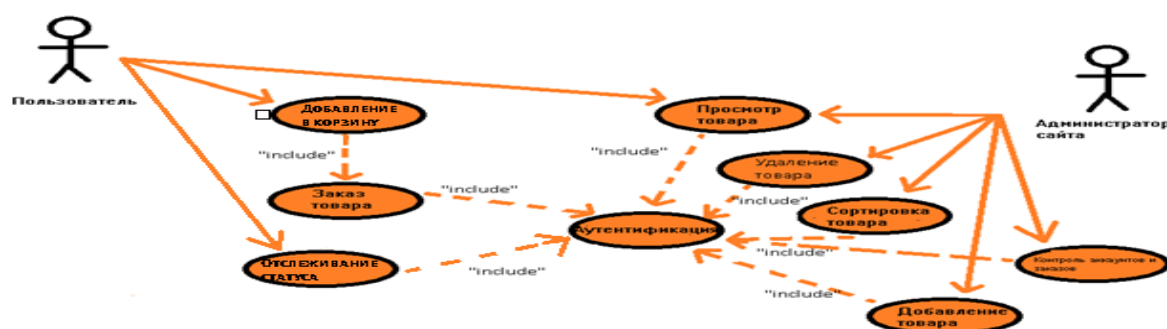 Пользователь
ДОБАВЛЕНИЕ
В КОРЗИНУ
Просмотр
товара
Администратор
сайта
"include"
"include"
Удаление
товара
Заказ
товара
"include"
"include"
Сортировка
товара
Аутентификация
ОТСЛЕЖИВАНИЕ
СТАТУСА
"include"
"include"
Контроль аккаунтов и
заказов
"include"
Добавление
товара